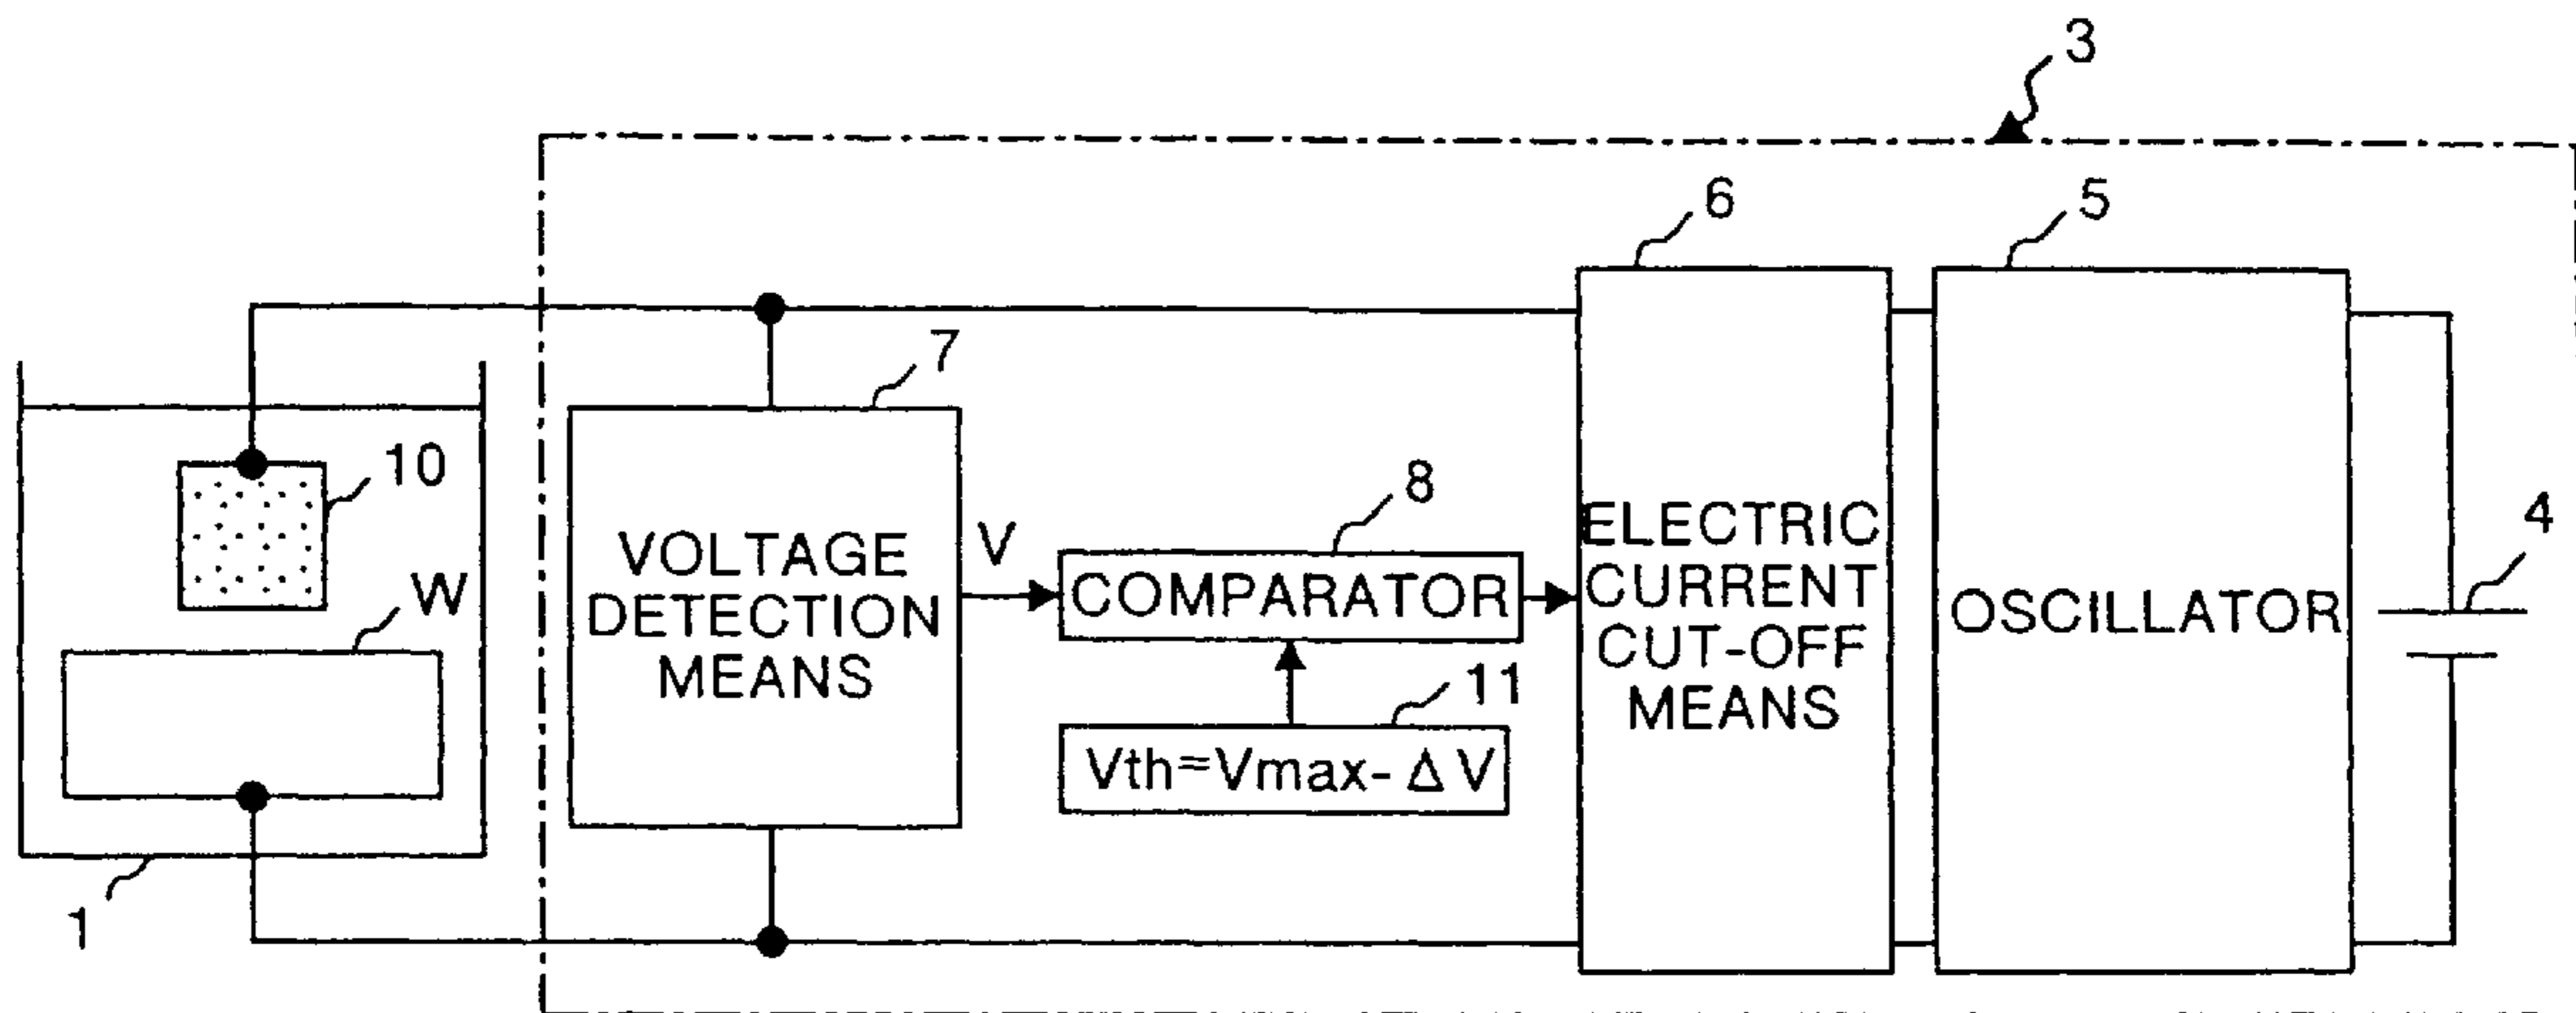 3
6
5
7
10
8
4
V
VOLTAGE
DETECTION
MEANS
COMPARATOR
ELECTRIC
CURRENT
CUT-OFF
MEANS
OSCILLATOR
W
11
Vth=Vmax-ΔV
1